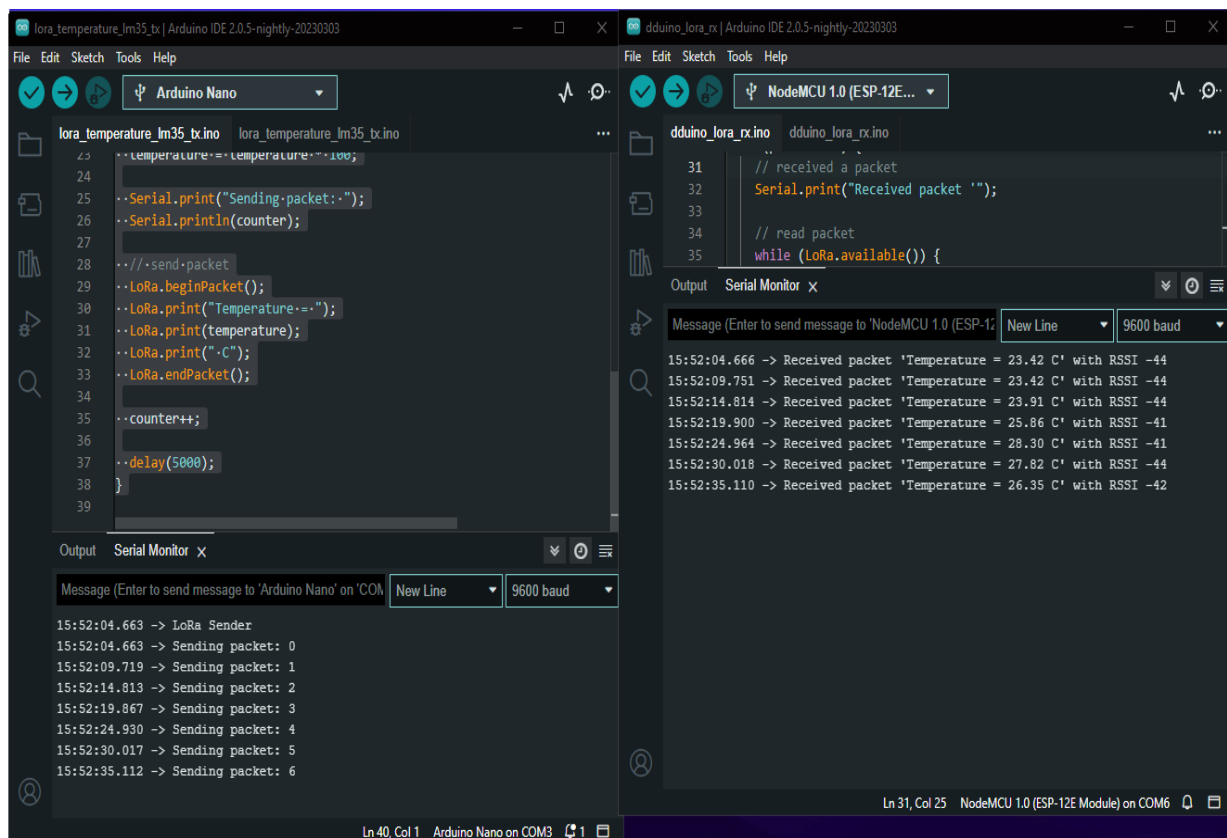 lora_temperature_lm35_tx | Arduino IDE 2.0.5-nightly-20230303
File Edit Sketch Tools Help
Arduino Nano
lora_temperature_lm35_tx.ino lora_temperature_lm35_tx.ino
23 ··temperature·=·temperature·*·100;
24
25 ··Serial.print("Sending·packet:·");
26 ··Serial.println(counter);
27
28 ··//·send·packet
29 ··LoRa.beginPacket();
30 ··LoRa.print("Temperature·=·");
31 ··LoRa.print(temperature);
32 ··LoRa.print("·C");
33 ··LoRa.endPacket();
34
35 ··counter++;
36
37 ··delay(5000);
38 }
39
Output Serial Monitor x
Message (Enter to send message to 'Arduino Nano' on 'COM New Line 9600 baud
15:52:04.663 -> LoRa Sender
15:52:04.663 -> Sending packet: 0
15:52:09.719 -> Sending packet: 1
15:52:14.813 -> Sending packet: 2
15:52:19.867 -> Sending packet: 3
15:52:24.930 -> Sending packet: 4
15:52:30.017 -> Sending packet: 5
15:52:35.112 -> Sending packet: 6
Ln 40, Col 1 Arduino Nano on COM3 1
dduino_lora_rx | Arduino IDE 2.0.5-nightly-20230303
File Edit Sketch Tools Help
NodeMCU 1.0 (ESP-12E...
dduino_lora_rx.ino dduino_lora_rx.ino
31 // received a packet
32 Serial.print("Received packet '");
33
34 // read packet
35 while (LoRa.available()) {
Output Serial Monitor x
Message (Enter to send message to 'NodeMCU 1.0 (ESP-12 New Line 9600 baud
15:52:04.666 -> Received packet 'Temperature = 23.42 C' with RSSI -44
15:52:09.751 -> Received packet 'Temperature = 23.42 C' with RSSI -44
15:52:14.814 -> Received packet 'Temperature = 23.91 C' with RSSI -44
15:52:19.900 -> Received packet 'Temperature = 25.86 C' with RSSI -41
15:52:24.964 -> Received packet 'Temperature = 28.30 C' with RSSI -41
15:52:30.018 -> Received packet 'Temperature = 27.82 C' with RSSI -44
15:52:35.110 -> Received packet 'Temperature = 26.35 C' with RSSI -42
Ln 31, Col 25 NodeMCU 1.0 (ESP-12E Module) on COM6